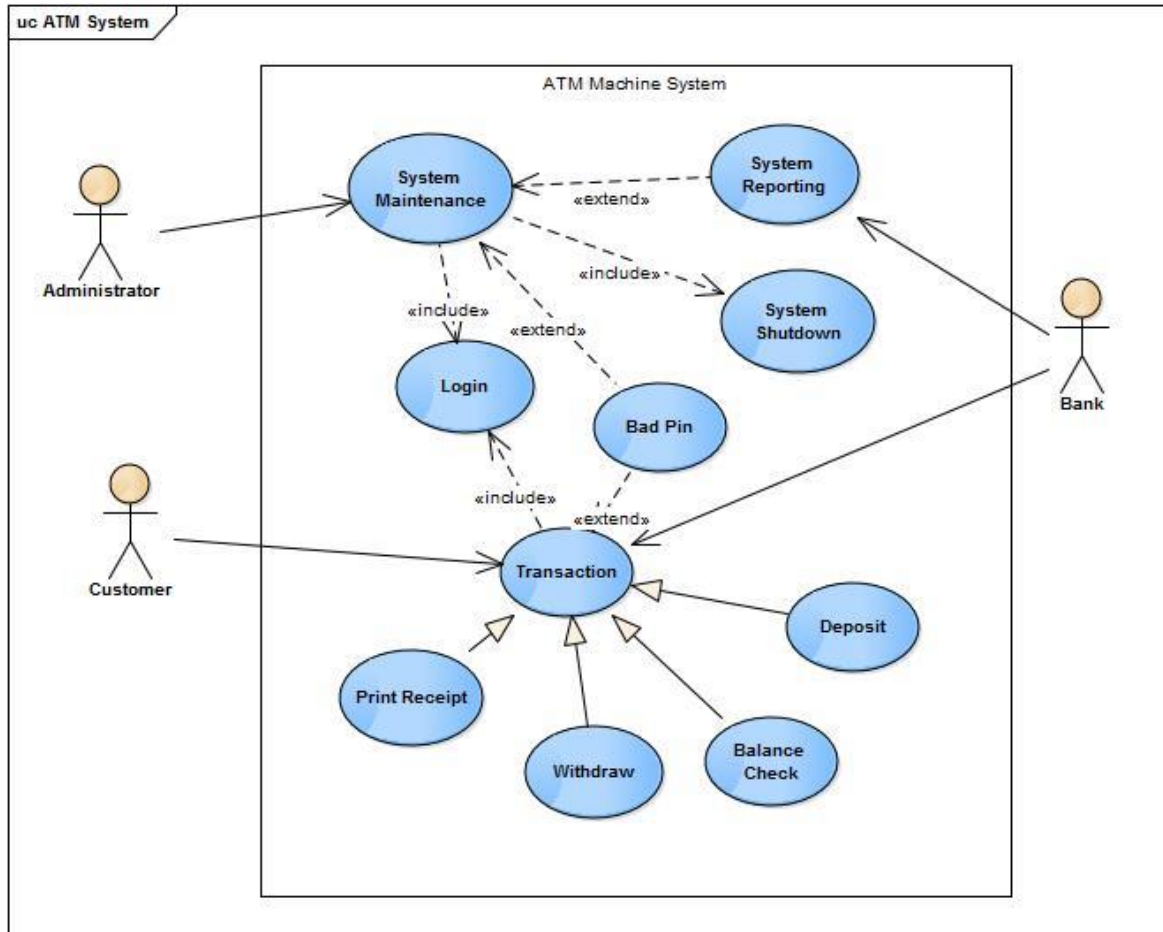 uc ATM System
ATM Machine System
System
Maintenance
System
Reporting
«extend»
«include»
System
Shutdown
Administrator
«include»
«extend»
Login
Bad Pin
Bank
«include»
«extend»
Customer
Transaction
Deposit
Print Receipt
Withdraw
Balance
Check